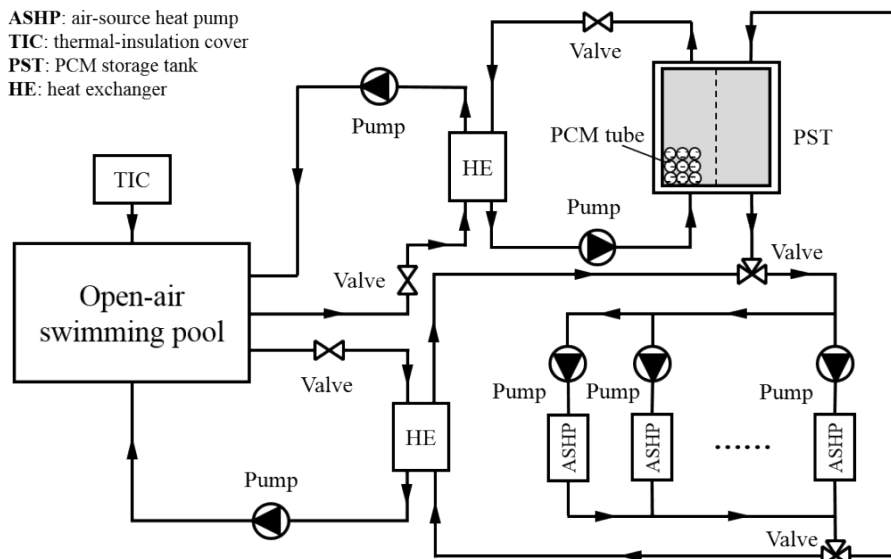 ASHP: air-source heat pump
TIC: thermal-insulation cover
PST: PCM storage tank
HE: heat exchanger
Valve
Pump
PCM tube
PST
HE
TIC
Pump
Valve
Valve
Open-air
swimming pool
Valve
Pump
Pump
Pump
HE
ASHP
ASHP
......
ASHP
Pump
Valve